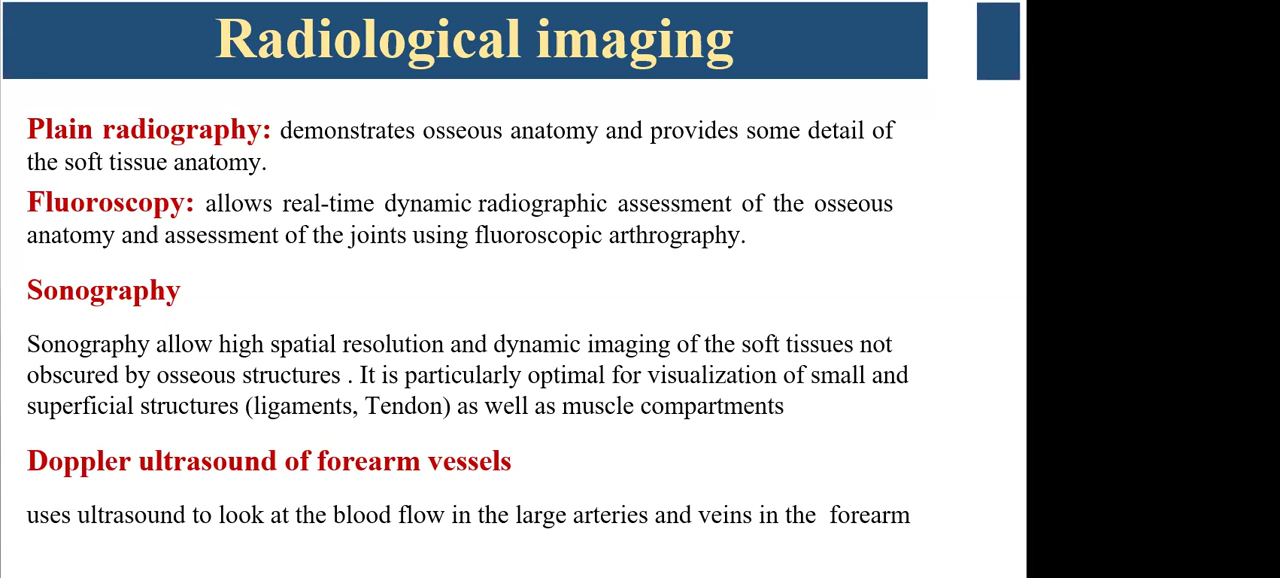 Radiological imaging
Plain radiography: demonstrates osseous anatomy and provides some detail of
the soft tissue anatomy.
Fluoroscopy: allows real-time dynamic radiographic assessment of the osseous
anatomy and assessment of the joints using fluoroscopic arthrography.
Sonography
Sonography allow high spatial resolution and dynamic imaging of the soft tissues not
obscured by osseous structures . It is particularly optimal for visualization of small and
superficial structures (ligaments, Tendon) as well as muscle compartments
Doppler ultrasound of forearm vessels
uses ultrasound to look at the blood flow in the large arteries and veins in the forearm